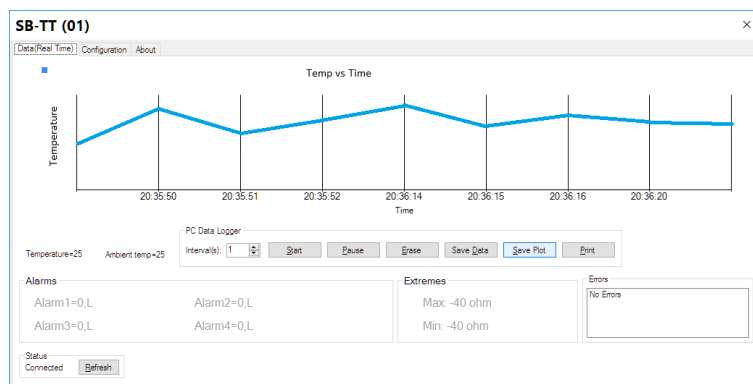 SB-TT (01)
×
Data(Real Time) Configuration About
Temp vs Time
Temperature
20:35:50 20:35:51 20:35:52 20:36:14 20:36:15 20:36:16 20:36:20
Time
PC Data Logger
Temperature=25 Ambient temp=25 Interval(s): 1 Start Pause Erase Save Data Save Plot Print
Alarms
Alarm1=0,L Alarm2=0,L
Alarm3=0,L Alarm4=0,L
Extremes
Max: -40 ohm
Min: -40 ohm
Errors
No Errors
Status
Connected Refresh